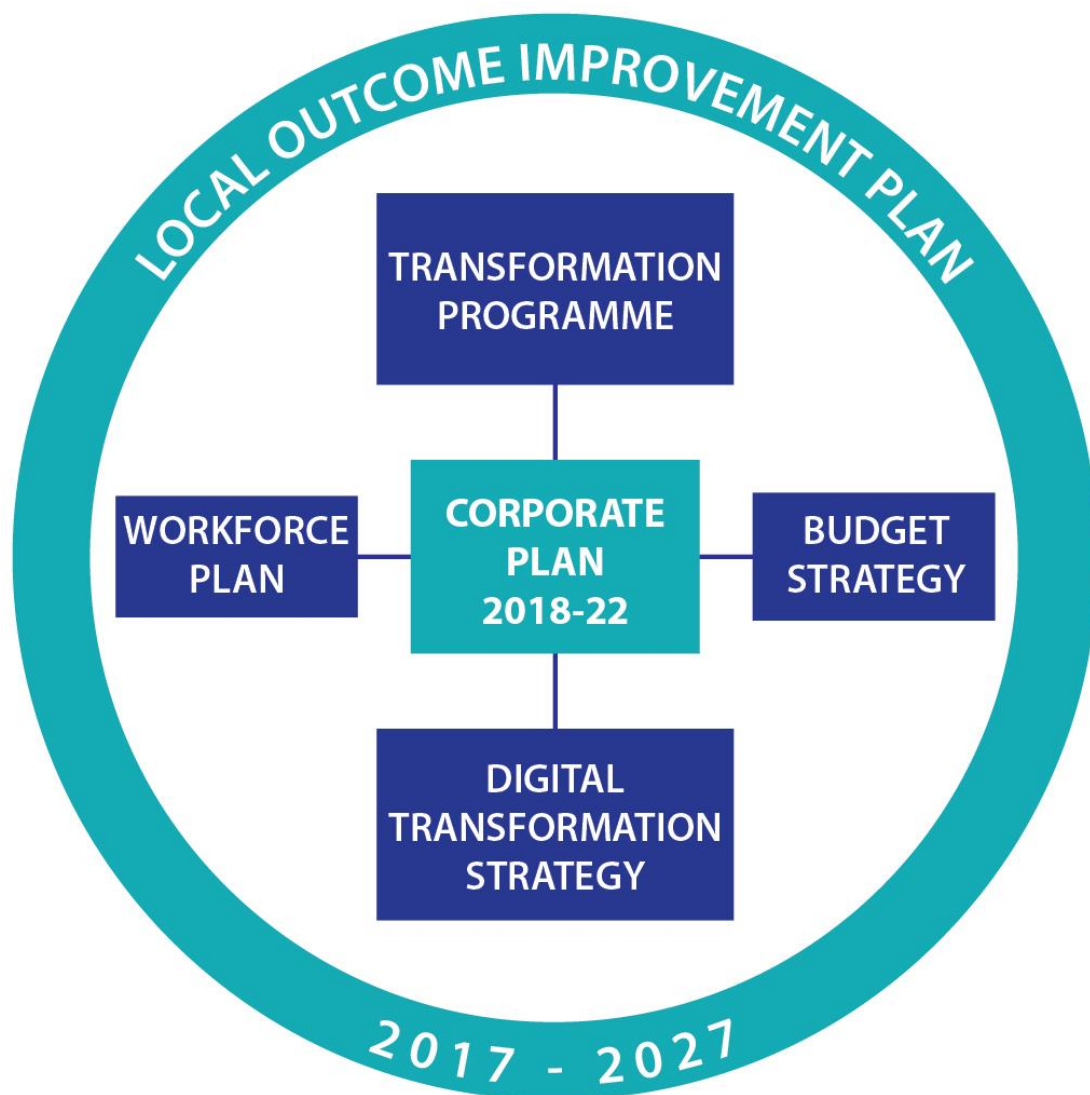 LOCAL OUTCOME IMPROVEMENT PLAN
TRANSFORMATION
PROGRAMME
WORKFORCE
PLAN
CORPORATE
PLAN
2018-22
BUDGET
STRATEGY
DIGITAL
TRANSFORMATION
STRATEGY
2017 - 2027